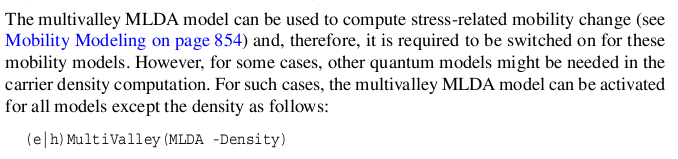 The multivalley MLDA model can be used to compute stress-related mobility change (see
Mobility Modeling on page 854) and, therefore, it is required to be switched on for these
mobility models. However, for some cases, other quantum models might be needed in the
carrier density computation. For such cases, the multivalley MLDA model can be activated
for all models except the density as follows:
(e|h)MultiValley(MLDA -Density)